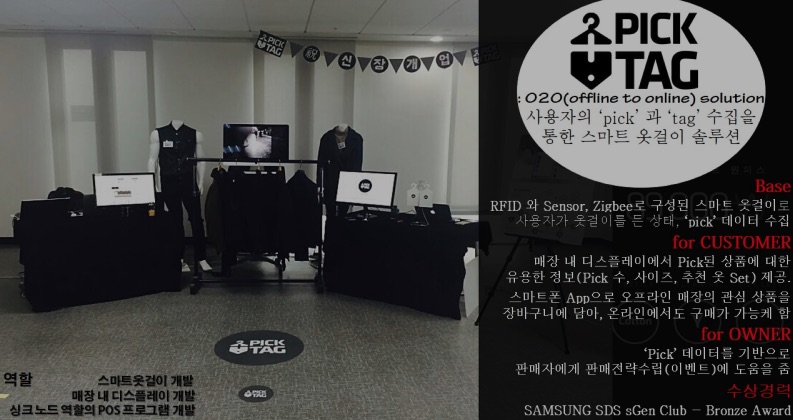 PICK
TAG
祝
신
장
개
업
PICK
TAG
: O2O(offline to online) solution
사용자의 'pick' 과 'tag' 수집을
통한 스마트 옷걸이 솔루션
Base
RFID 와 Sensor, Zigbee로 구성된 스마트 옷걸이로
사용자가 옷걸이를 든 상태, 'pick' 데이터 수집
for CUSTOMER
매장 내 디스플레이에서 Pick된 상품에 대한
유용한 정보(Pick 수, 사이즈, 추천 옷 Set) 제공.
스마트폰 App으로 오프라인 매장의 관심 상품을
장바구니에 담아, 온라인에서도 구매가 가능케 함
for OWNER
'Pick' 데이터를 기반으로
판매자에게 판매전략수립(이벤트)에 도움을 줌
수상경력
SAMSUNG SDS sGen Club – Bronze Award
PICK
TAG
PICK
TAG
역할
스마트옷걸이 개발
매장 내 디스플레이 개발
싱크 노드 역할의 POS 프로그램 개발